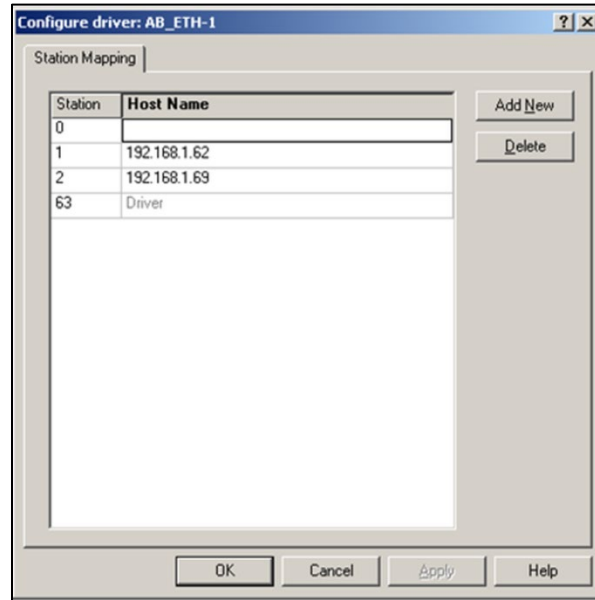 Configure driver: AB_ETH-1
? ×
Station Mapping
Station Host Name
0
1 192.168.1.62
2 192.168.1.69
63 Driver
Add New
Delete
OK Cancel Apply Help